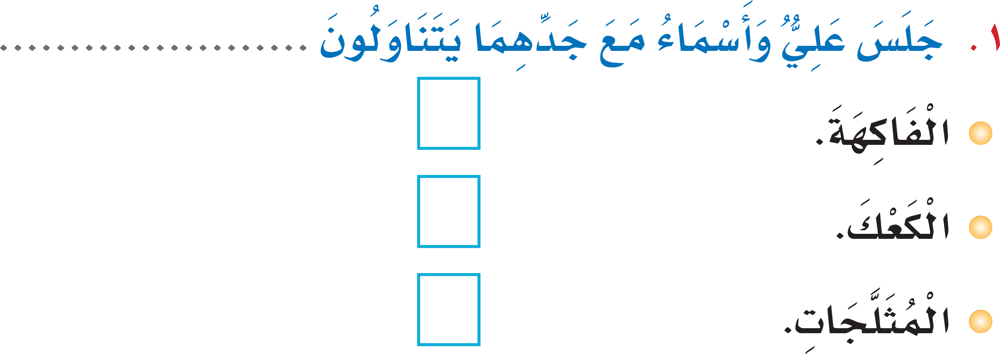 ١. جَلَسَ عَلِيٌّ وَأَسْمَاءُ مَعَ جَدِّهِمَا يَتَنَاوَلُونَ ......................
الْفَاكِهَةَ.
الْكَعْكَ.
الْمُثَلَّجَاتِ.